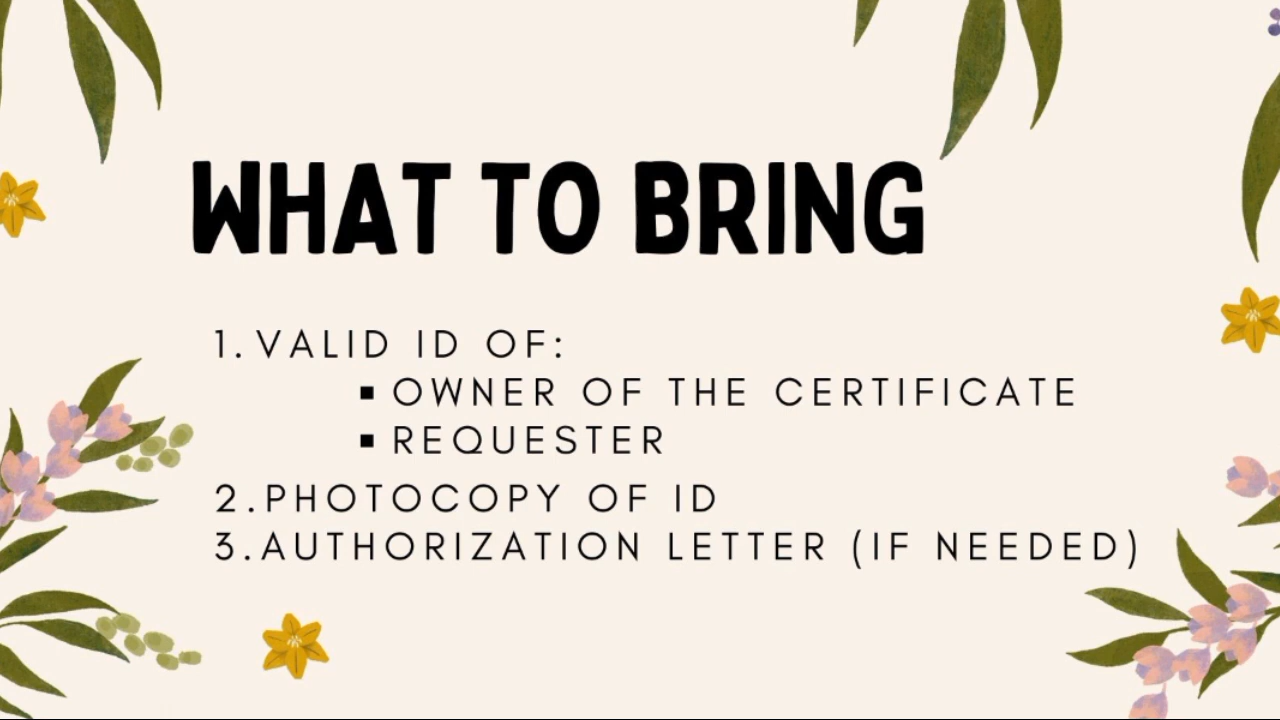 WHAT TO BRING
1. VALID ID OF:
▪ OWNER OF THE CERTIFICATE
▪ REQUESTER
2. PHOTOCOPY OF ID
3. AUTHORIZATION LETTER (IF NEEDED)